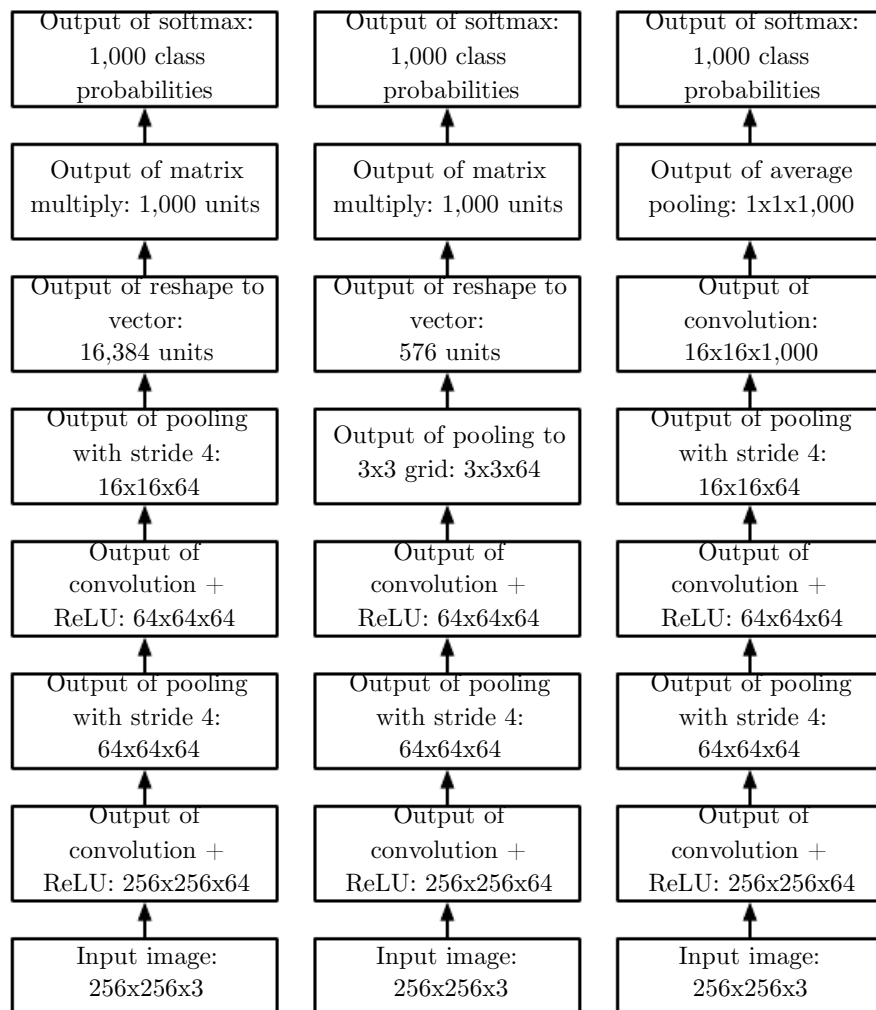 Output of softmax:
1,000 class
probabilities
Output of matrix
multiply: 1,000 units
Output of reshape to
vector:
16,384 units
Output of pooling
with stride 4:
16x16x64
Output of
convolution +
ReLU: 64x64x64
Output of pooling
with stride 4:
64x64x64
Output of
convolution +
ReLU: 256x256x64
Input image:
256x256x3
Output of softmax:
1,000 class
probabilities
Output of matrix
multiply: 1,000 units
Output of reshape to
vector:
576 units
Output of pooling to
3x3 grid: 3x3x64
Output of
convolution +
ReLU: 64x64x64
Output of pooling
with stride 4:
64x64x64
Output of
convolution +
ReLU: 256x256x64
Input image:
256x256x3
Output of softmax:
1,000 class
probabilities
Output of average
pooling: 1x1x1,000
Output of
convolution:
16x16x1,000
Output of pooling
with stride 4:
16x16x64
Output of
convolution +
ReLU: 64x64x64
Output of pooling
with stride 4:
64x64x64
Output of
convolution +
ReLU: 256x256x64
Input image:
256x256x3